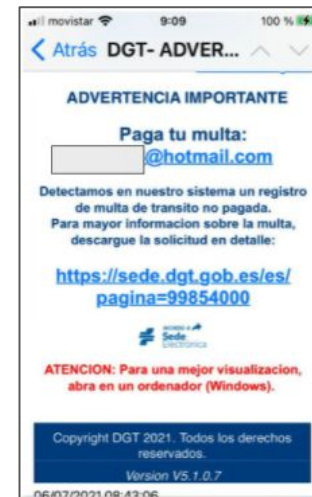 movistar 9:09 100 %
Atrás DGT- ADVER...
ADVERTENCIA IMPORTANTE
Paga tu multa:
@hotmail.com
Detectamos en nuestro sistema un registro
de multa de transito no pagada.
Para mayor informacion sobre la multa,
descargue la solicitud en detalle:
https://sede.dgt.gob.es/es/
pagina=99854000
Sede
Electrónica
ATENCION: Para una mejor visualizacion,
abra en un ordenador (Windows).
Copyright DGT 2021. Todos los derechos
reservados.
Version V5.1.0.7
06/07/2021 08:43:06